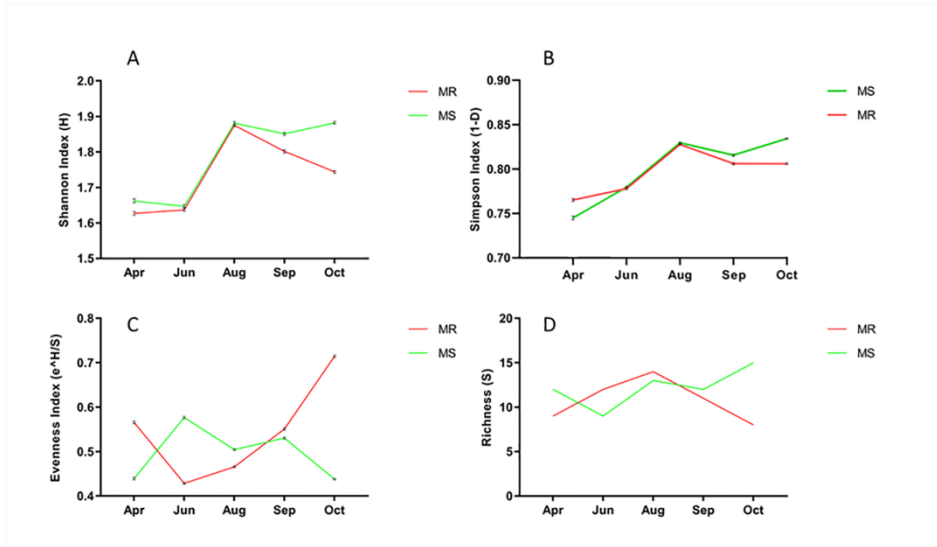 A
Shannon Index (H)
2.0
1.9
1.8
1.7
1.6
1.5
Apr Jun Aug Sep Oct
MR
MS
B
Simpson Index (1-D)
0.90
0.85
0.80
0.75
0.70
Apr Jun Aug Sep Oct
MS
MR
C
Evenness Index (e^H/S)
0.8
0.7
0.6
0.5
0.4
Apr Jun Aug Sep Oct
MR
MS
D
Richness (S)
20
15
10
5
0
Apr Jun Aug Sep Oct
MR
MS